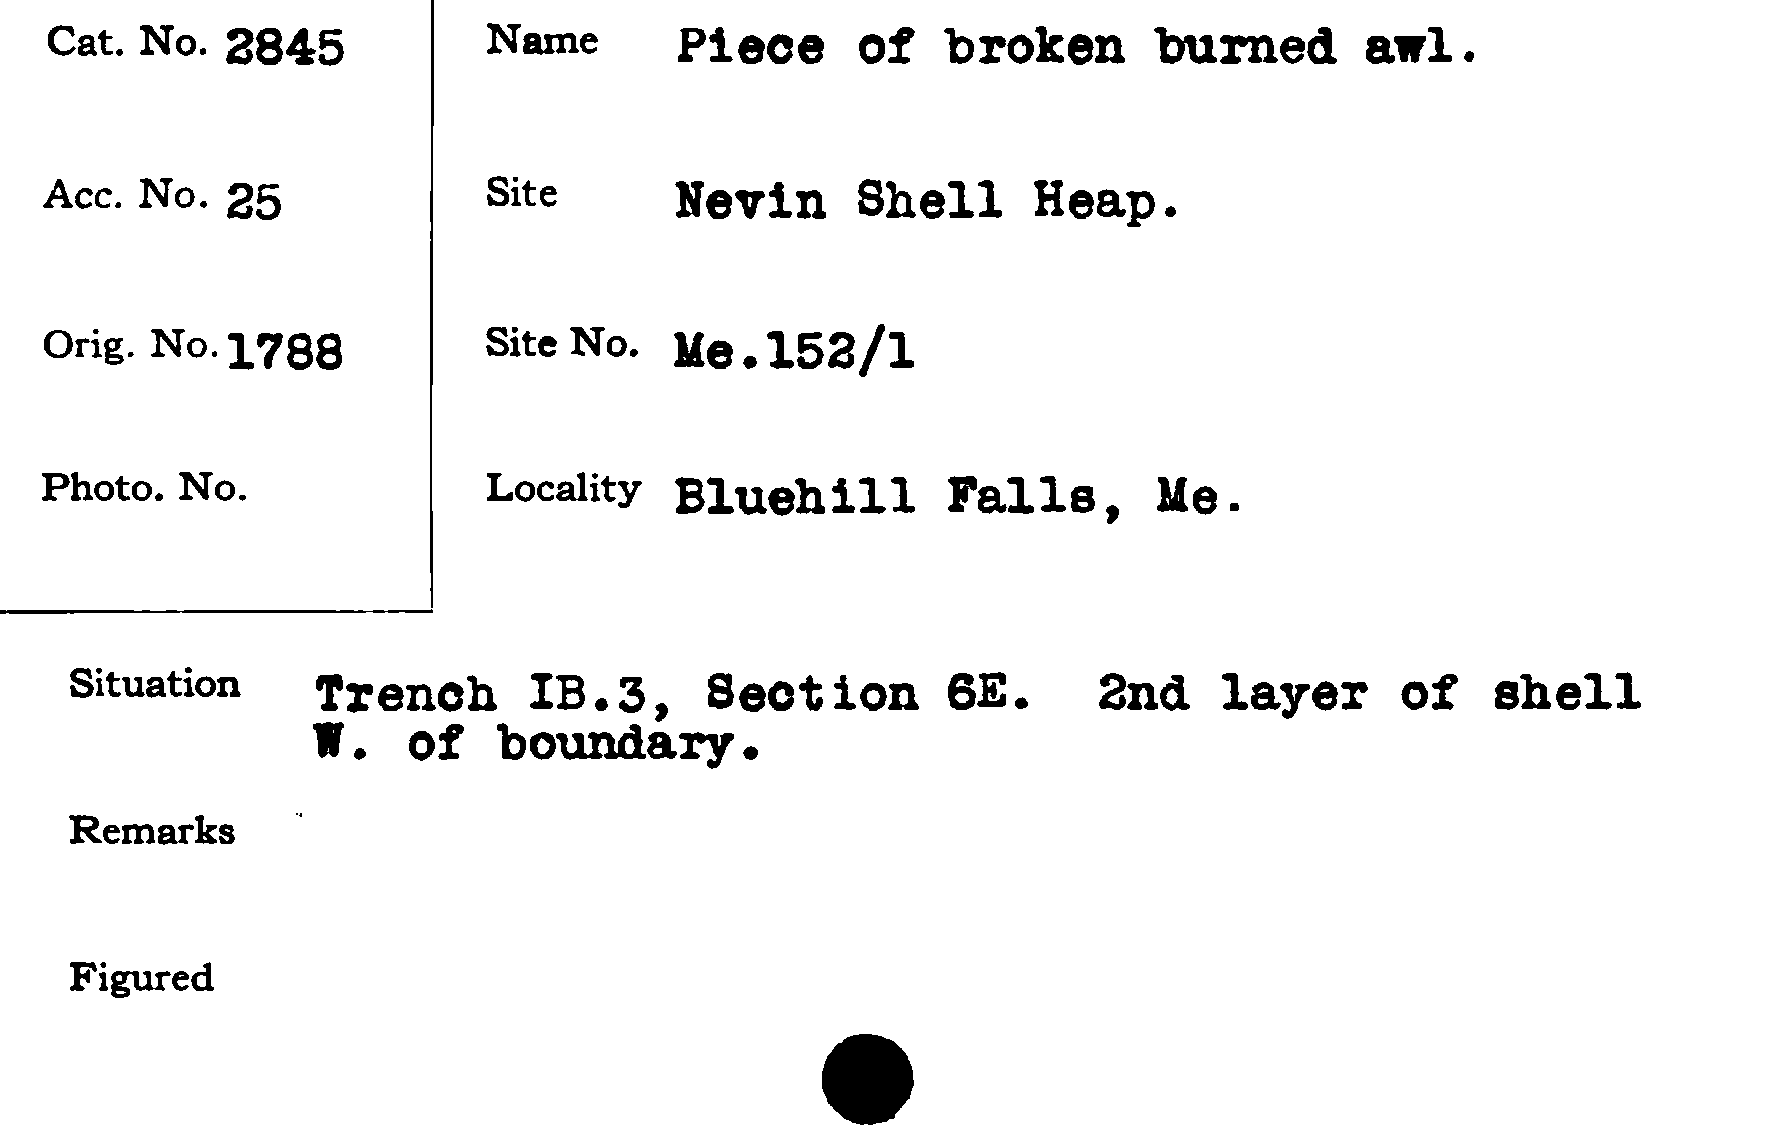 Cat. No. 2845
Name Piece of broken burned awl.
Acc. No. 25
Site Nevin Shell Heap.
Orig. No. 1788
Site No. Me.152/1
Photo. No.
Locality Bluehill Falls, Me.
Situation Trench IB.3, Section 6E. 2nd layer of shell
W. of boundary.
Remarks
Figured